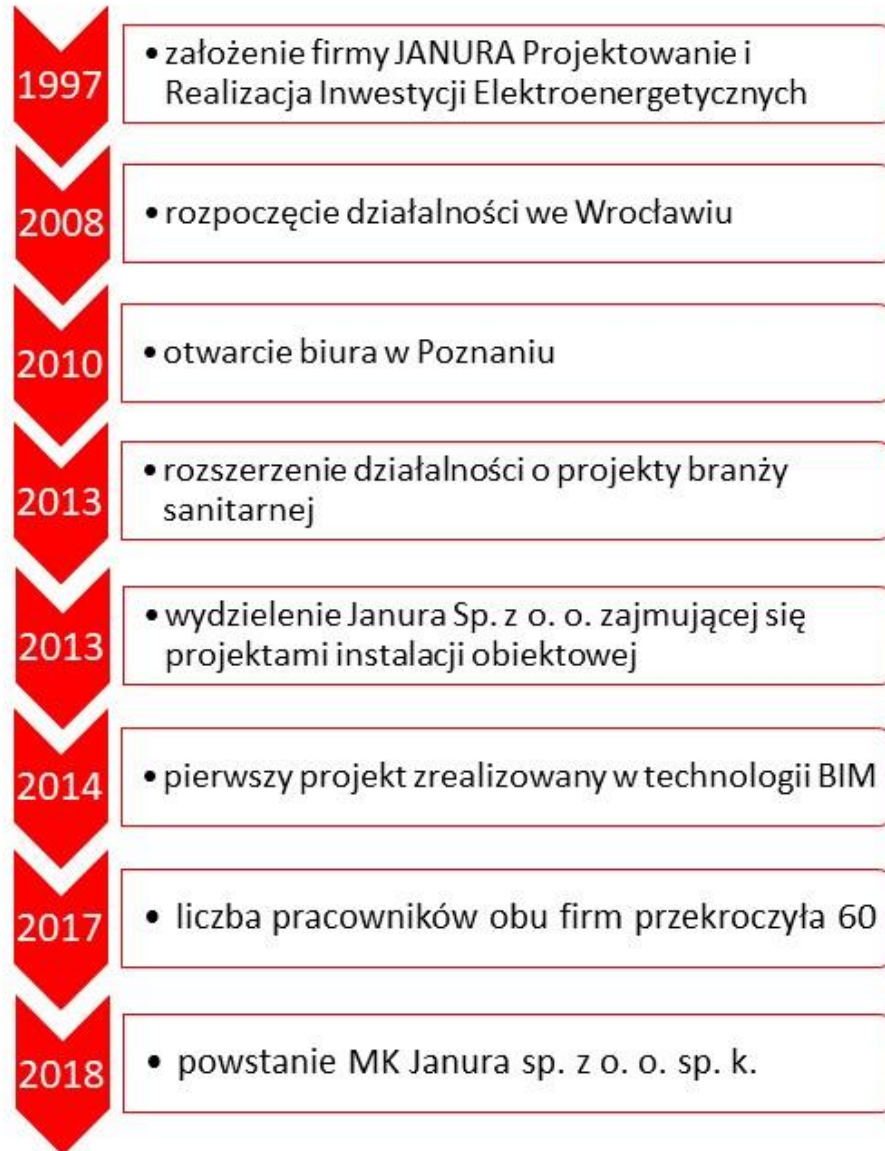 1997
• założenie firmy JANURA Projektowanie i
Realizacja Inwestycji Elektroenergetycznych
2008
• rozpoczęcie działalności we Wrocławiu
2010
• otwarcie biura w Poznaniu
2013
• rozszerzenie działalności o projekty branży
sanitarnej
2013
• wydzielenie Janura Sp. z o. o. zajmującej się
projektami instalacji obiektowej
2014
• pierwszy projekt zrealizowany w technologii BIM
2017
• liczba pracowników obu firm przekroczyła 60
2018
• powstanie MK Janura sp. z o. o. sp. k.